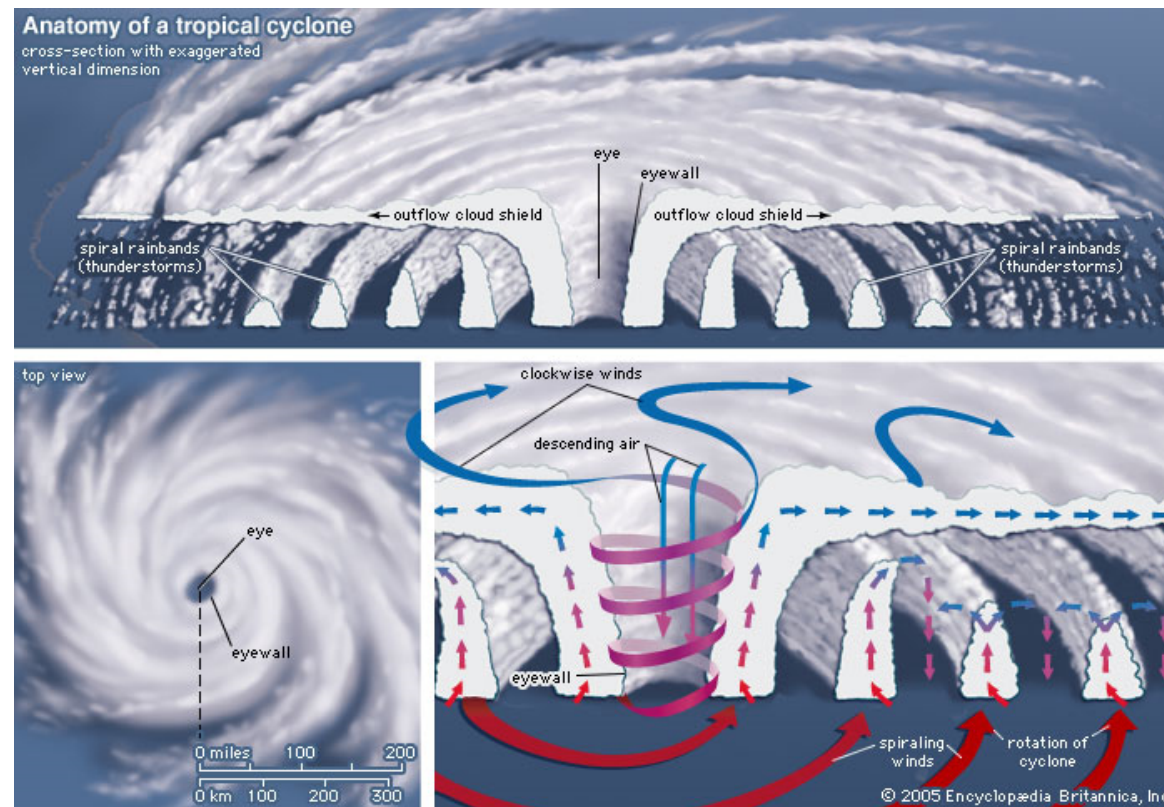 Anatomy of a tropical cyclone
cross-section with exaggerated
vertical dimension
eye
eyewall
outflow cloud shield
outflow cloud shield
spiral rainbands
(thunderstorms)
spiral rainbands
(thunderstorms)
top view
eye
eyewall
0 miles 100 200
0 km 100 200 300
clockwise winds
descending air
eyewall
spiraling
winds
rotation of
cyclone
© 2005 Encyclopædia Britannica, Inc